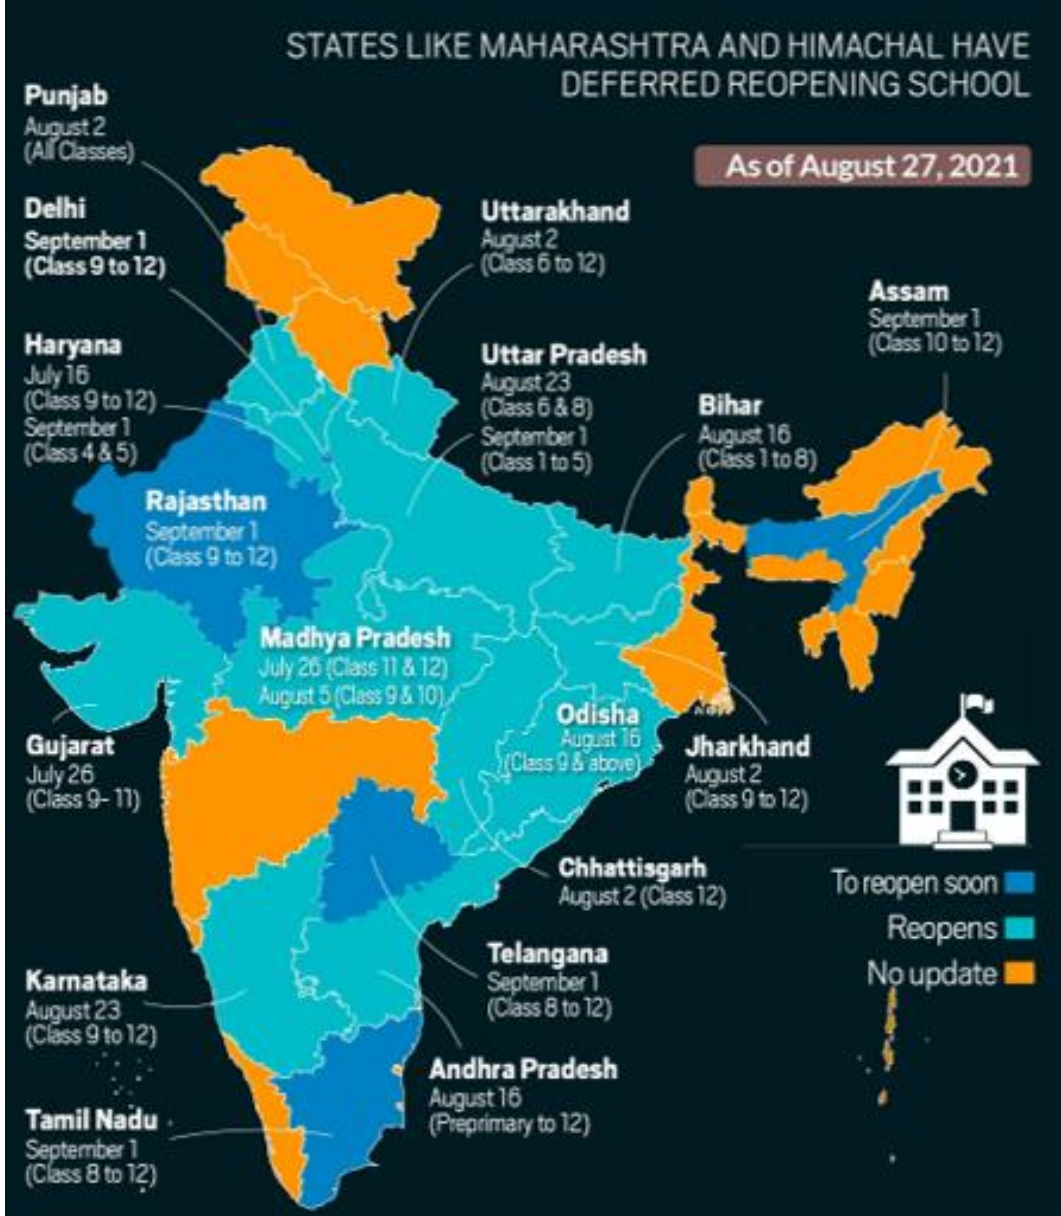 STATES LIKE MAHARASHTRA AND HIMACHAL HAVE
DEFERRED REOPENING SCHOOL
As of August 27, 2021
Punjab
August 2
(All Classes)
Delhi
September 1
(Class 9 to 12)
Uttarakhand
August 2
(Class 6 to 12)
Assam
September 1
(Class 10 to 12)
Haryana
July 16
(Class 9 to 12)
September 1
(Class 4 & 5)
Uttar Pradesh
August 23
(Class 6 & 8)
September 1
(Class 1 to 5)
Bihar
August 16
(Class 1 to 8)
Rajasthan
September 1
(Class 9 to 12)
Madhya Pradesh
July 26 (Class 11 & 12)
August 5 (Class 9 & 10)
Odisha
August 16
(Class 9 & above)
Gujarat
July 26
(Class 9- 11)
Jharkhand
August 2
(Class 9 to 12)
Chhattisgarh
August 2 (Class 12)
To reopen soon
Reopens
No update
Telangana
September 1
(Class 8 to 12)
Karnataka
August 23
(Class 9 to 12)
Andhra Pradesh
August 16
(Preprimary to 12)
Tamil Nadu
September 1
(Class 8 to 12)